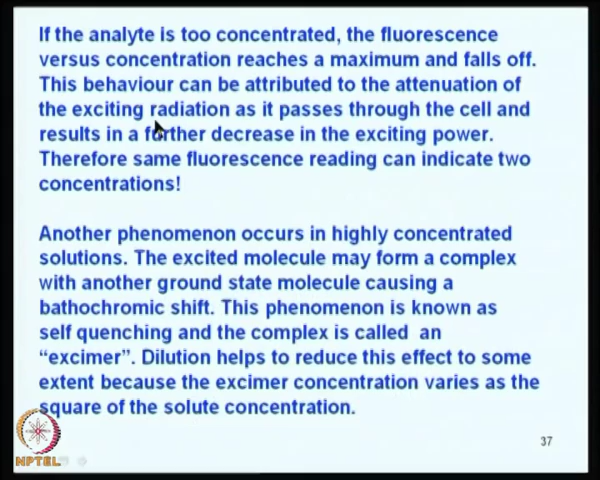 If the analyte is too concentrated, the fluorescence
versus concentration reaches a maximum and falls off.
This behaviour can be attributed to the attenuation of
the exciting radiation as it passes through the cell and
results in a further decrease in the exciting power.
Therefore same fluorescence reading can indicate two
concentrations!
Another phenomenon occurs in highly concentrated
solutions. The excited molecule may form a complex
with another ground state molecule causing a
bathochromic shift. This phenomenon is known as
self quenching and the complex is called an
“excimer”. Dilution helps to reduce this effect to some
extent because the excimer concentration varies as the
square of the solute concentration.
37
NPTEL